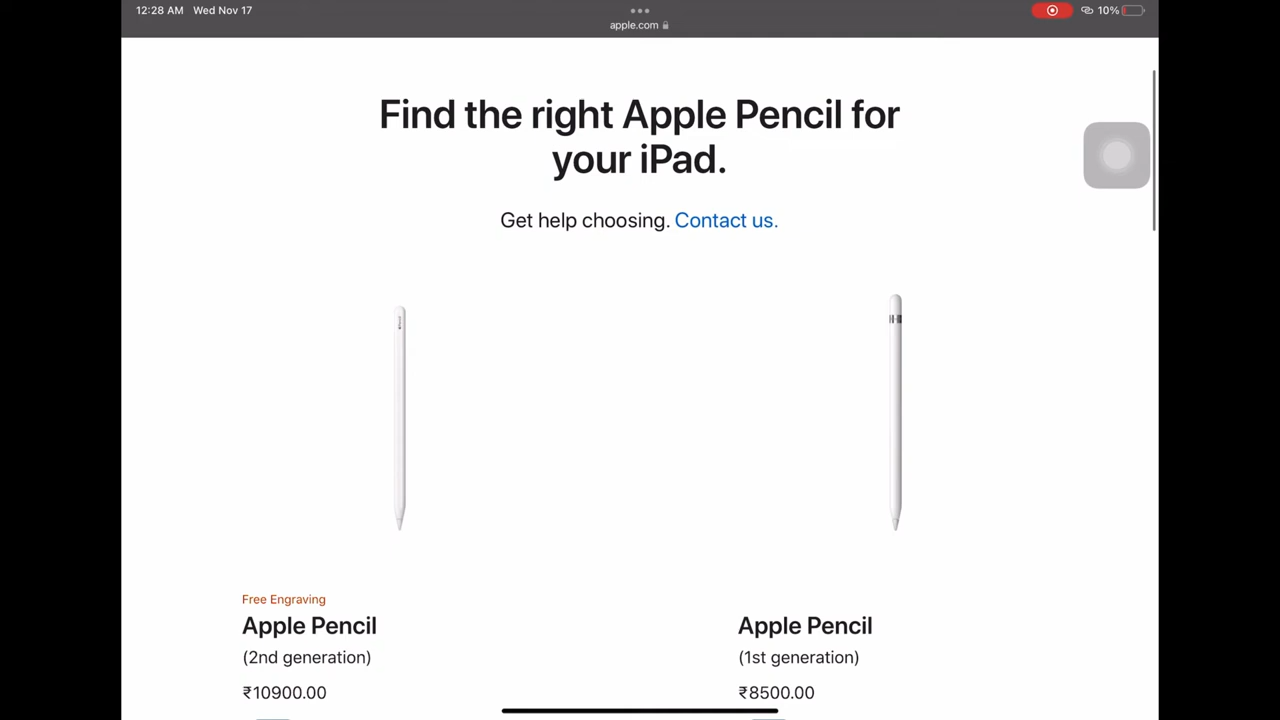 12:28 AM Wed Nov 17
10%
apple.com
Find the right Apple Pencil for
your iPad.
Get help choosing. Contact us.
Free Engraving
Apple Pencil
(2nd generation)
₹10900.00
Apple Pencil
(1st generation)
₹8500.00